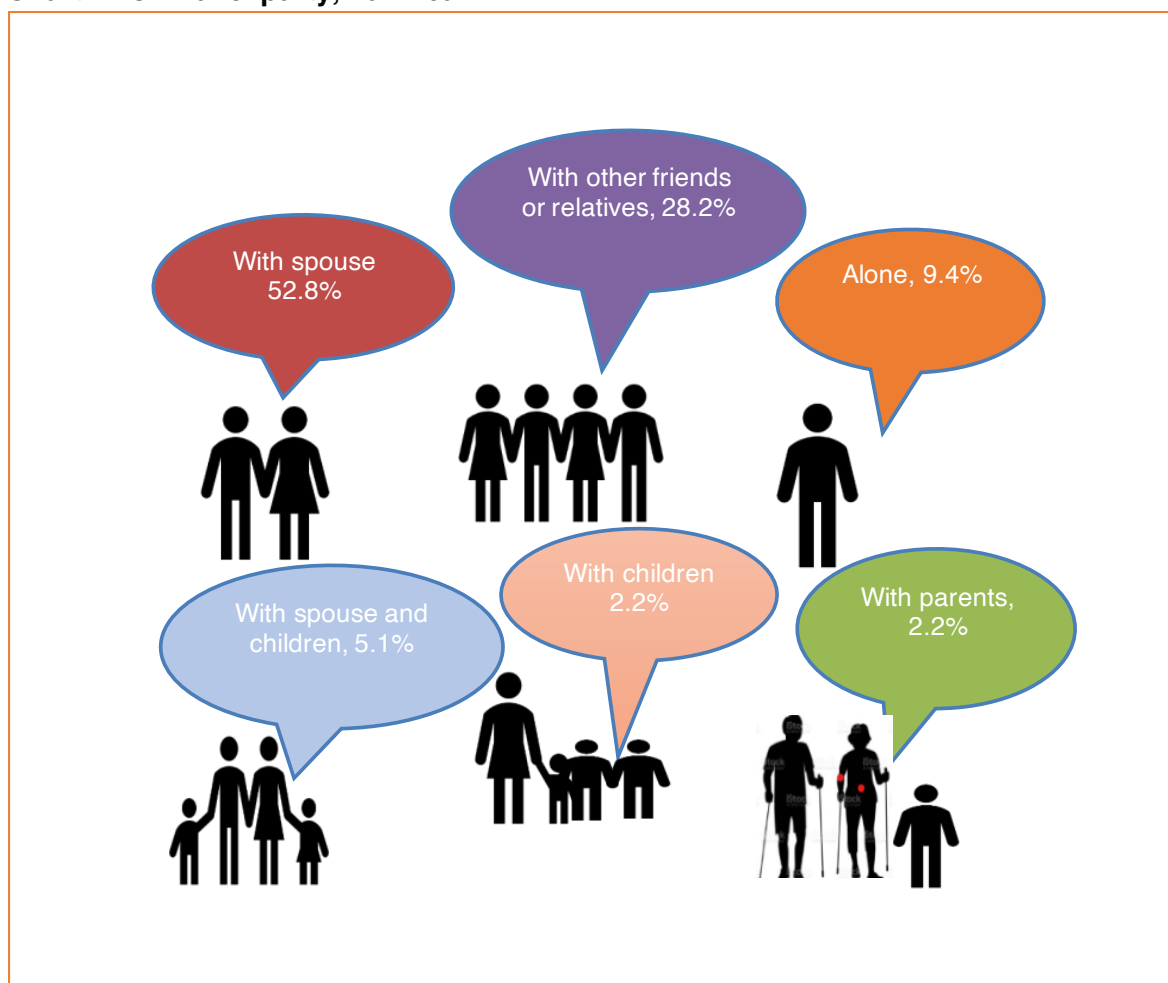 With other friends
or relatives, 28.2%
With spouse
52.8%
Alone, 9.4%
With children
2.2%
With spouse and
children, 5.1%
With parents,
2.2%
iStock